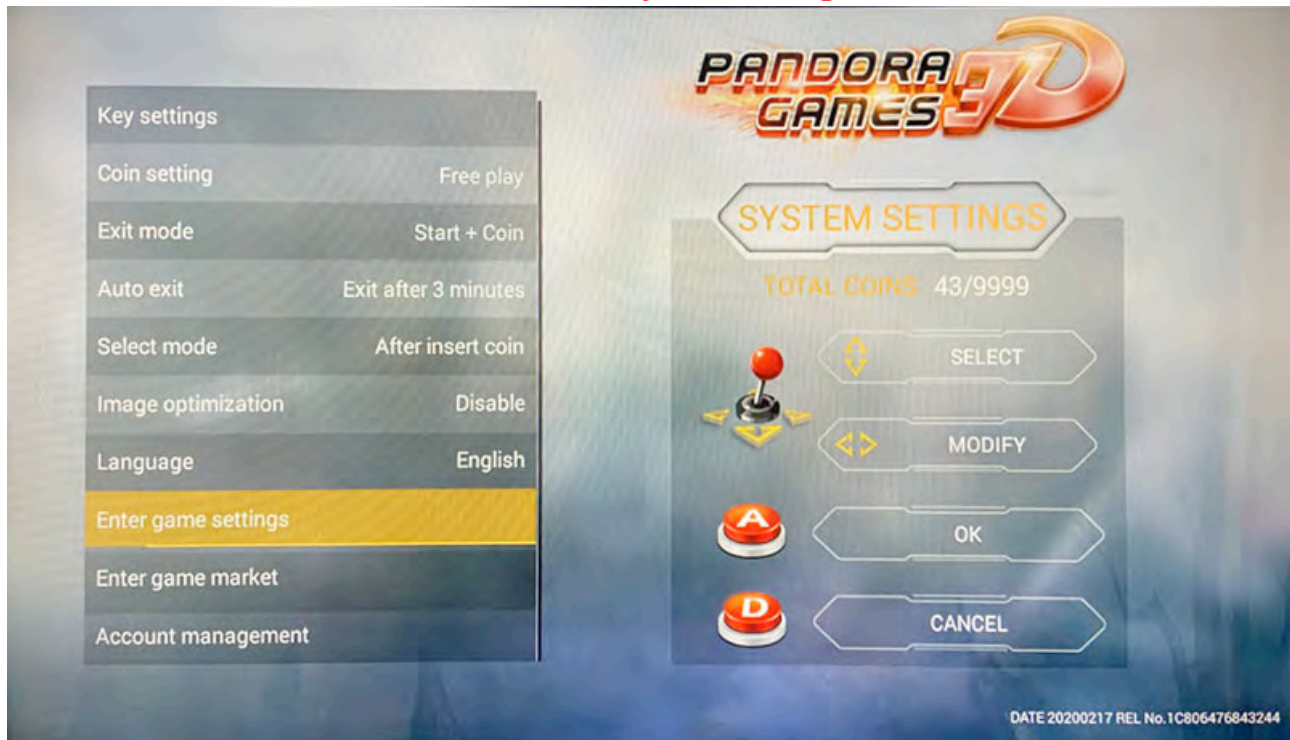 PANDORA
GAMES 3D
Key settings
Coin setting Free play
Exit mode Start + Coin
Auto exit Exit after 3 minutes
Select mode After insert coin
Image optimization Disable
Language English
Enter game settings
Enter game market
Account management
SYSTEM SETTINGS
TOTAL COINS: 43/9999
SELECT
MODIFY
A OK
D CANCEL
DATE 20200217 REL No.1C806476843244